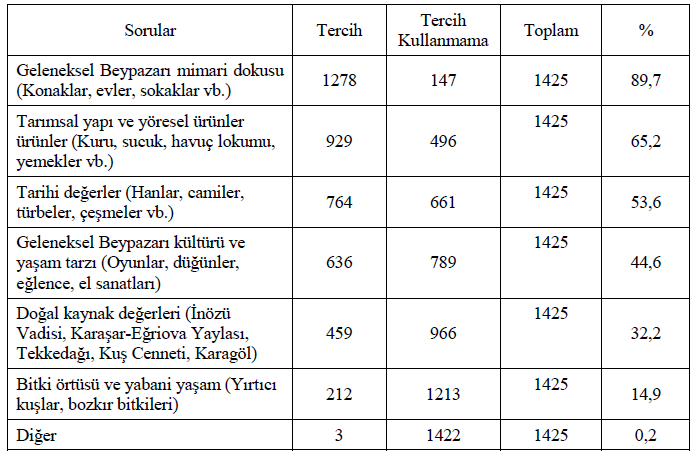 Sorular Tercih Tercih Kullanmama Toplam %
Geleneksel Beypazarı mimari dokusu
(Konaklar, evler, sokaklar vb.) 1278 147 1425 89,7
Tarımsal yapı ve yöresel ürünler
ürünler (Kuru, sucuk, havuç lokumu,
yemekler vb.) 929 496 1425 65,2
Tarihi değerler (Hanlar, camiler,
türbeler, çeşmeler vb.) 764 661 1425 53,6
Geleneksel Beypazarı kültürü ve
yaşam tarzı (Oyunlar, düğünler,
eğlence, el sanatları) 636 789 1425 44,6
Doğal kaynak değerleri (İnözü
Vadisi, Karaşar-Eğriova Yaylası,
Tekkedağı, Kuş Cenneti, Karagöl) 459 966 1425 32,2
Bitki örtüsü ve yabani yaşam (Yırtıcı
kuşlar, bozkır bitkileri) 212 1213 1425 14,9
Diğer 3 1422 1425 0,2